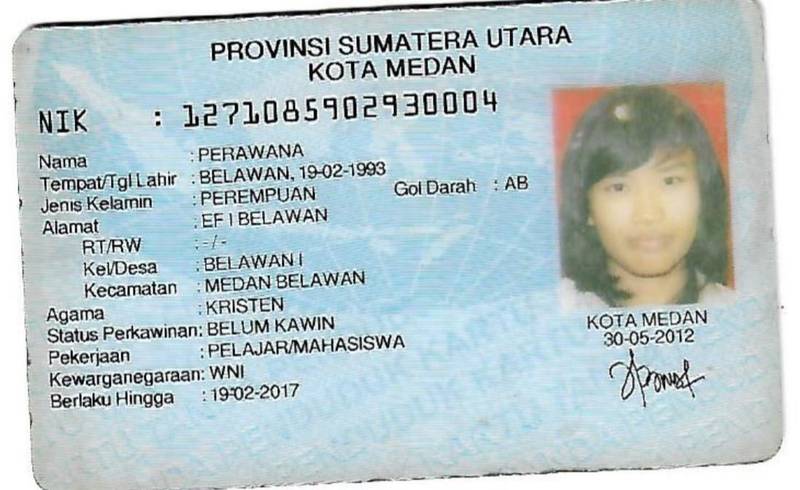 PROVINSI SUMATERA UTARA
KOTA MEDAN
NIK : 1271085902930004
Nama : PERAWANA
Tempat/Tgl Lahir : BELAWAN, 19-02-1993
Jenis Kelamin : PEREMPUAN Gol Darah : AB
Alamat : EF I BELAWAN
RT/RW : -/-
Kel/Desa : BELAWAN I
Kecamatan : MEDAN BELAWAN
Agama : KRISTEN
Status Perkawinan: BELUM KAWIN
Pekerjaan : PELAJAR/MAHASISWA
Kewarganegaraan: WNI
Berlaku Hingga : 19-02-2017
KOTA MEDAN
30-05-2012